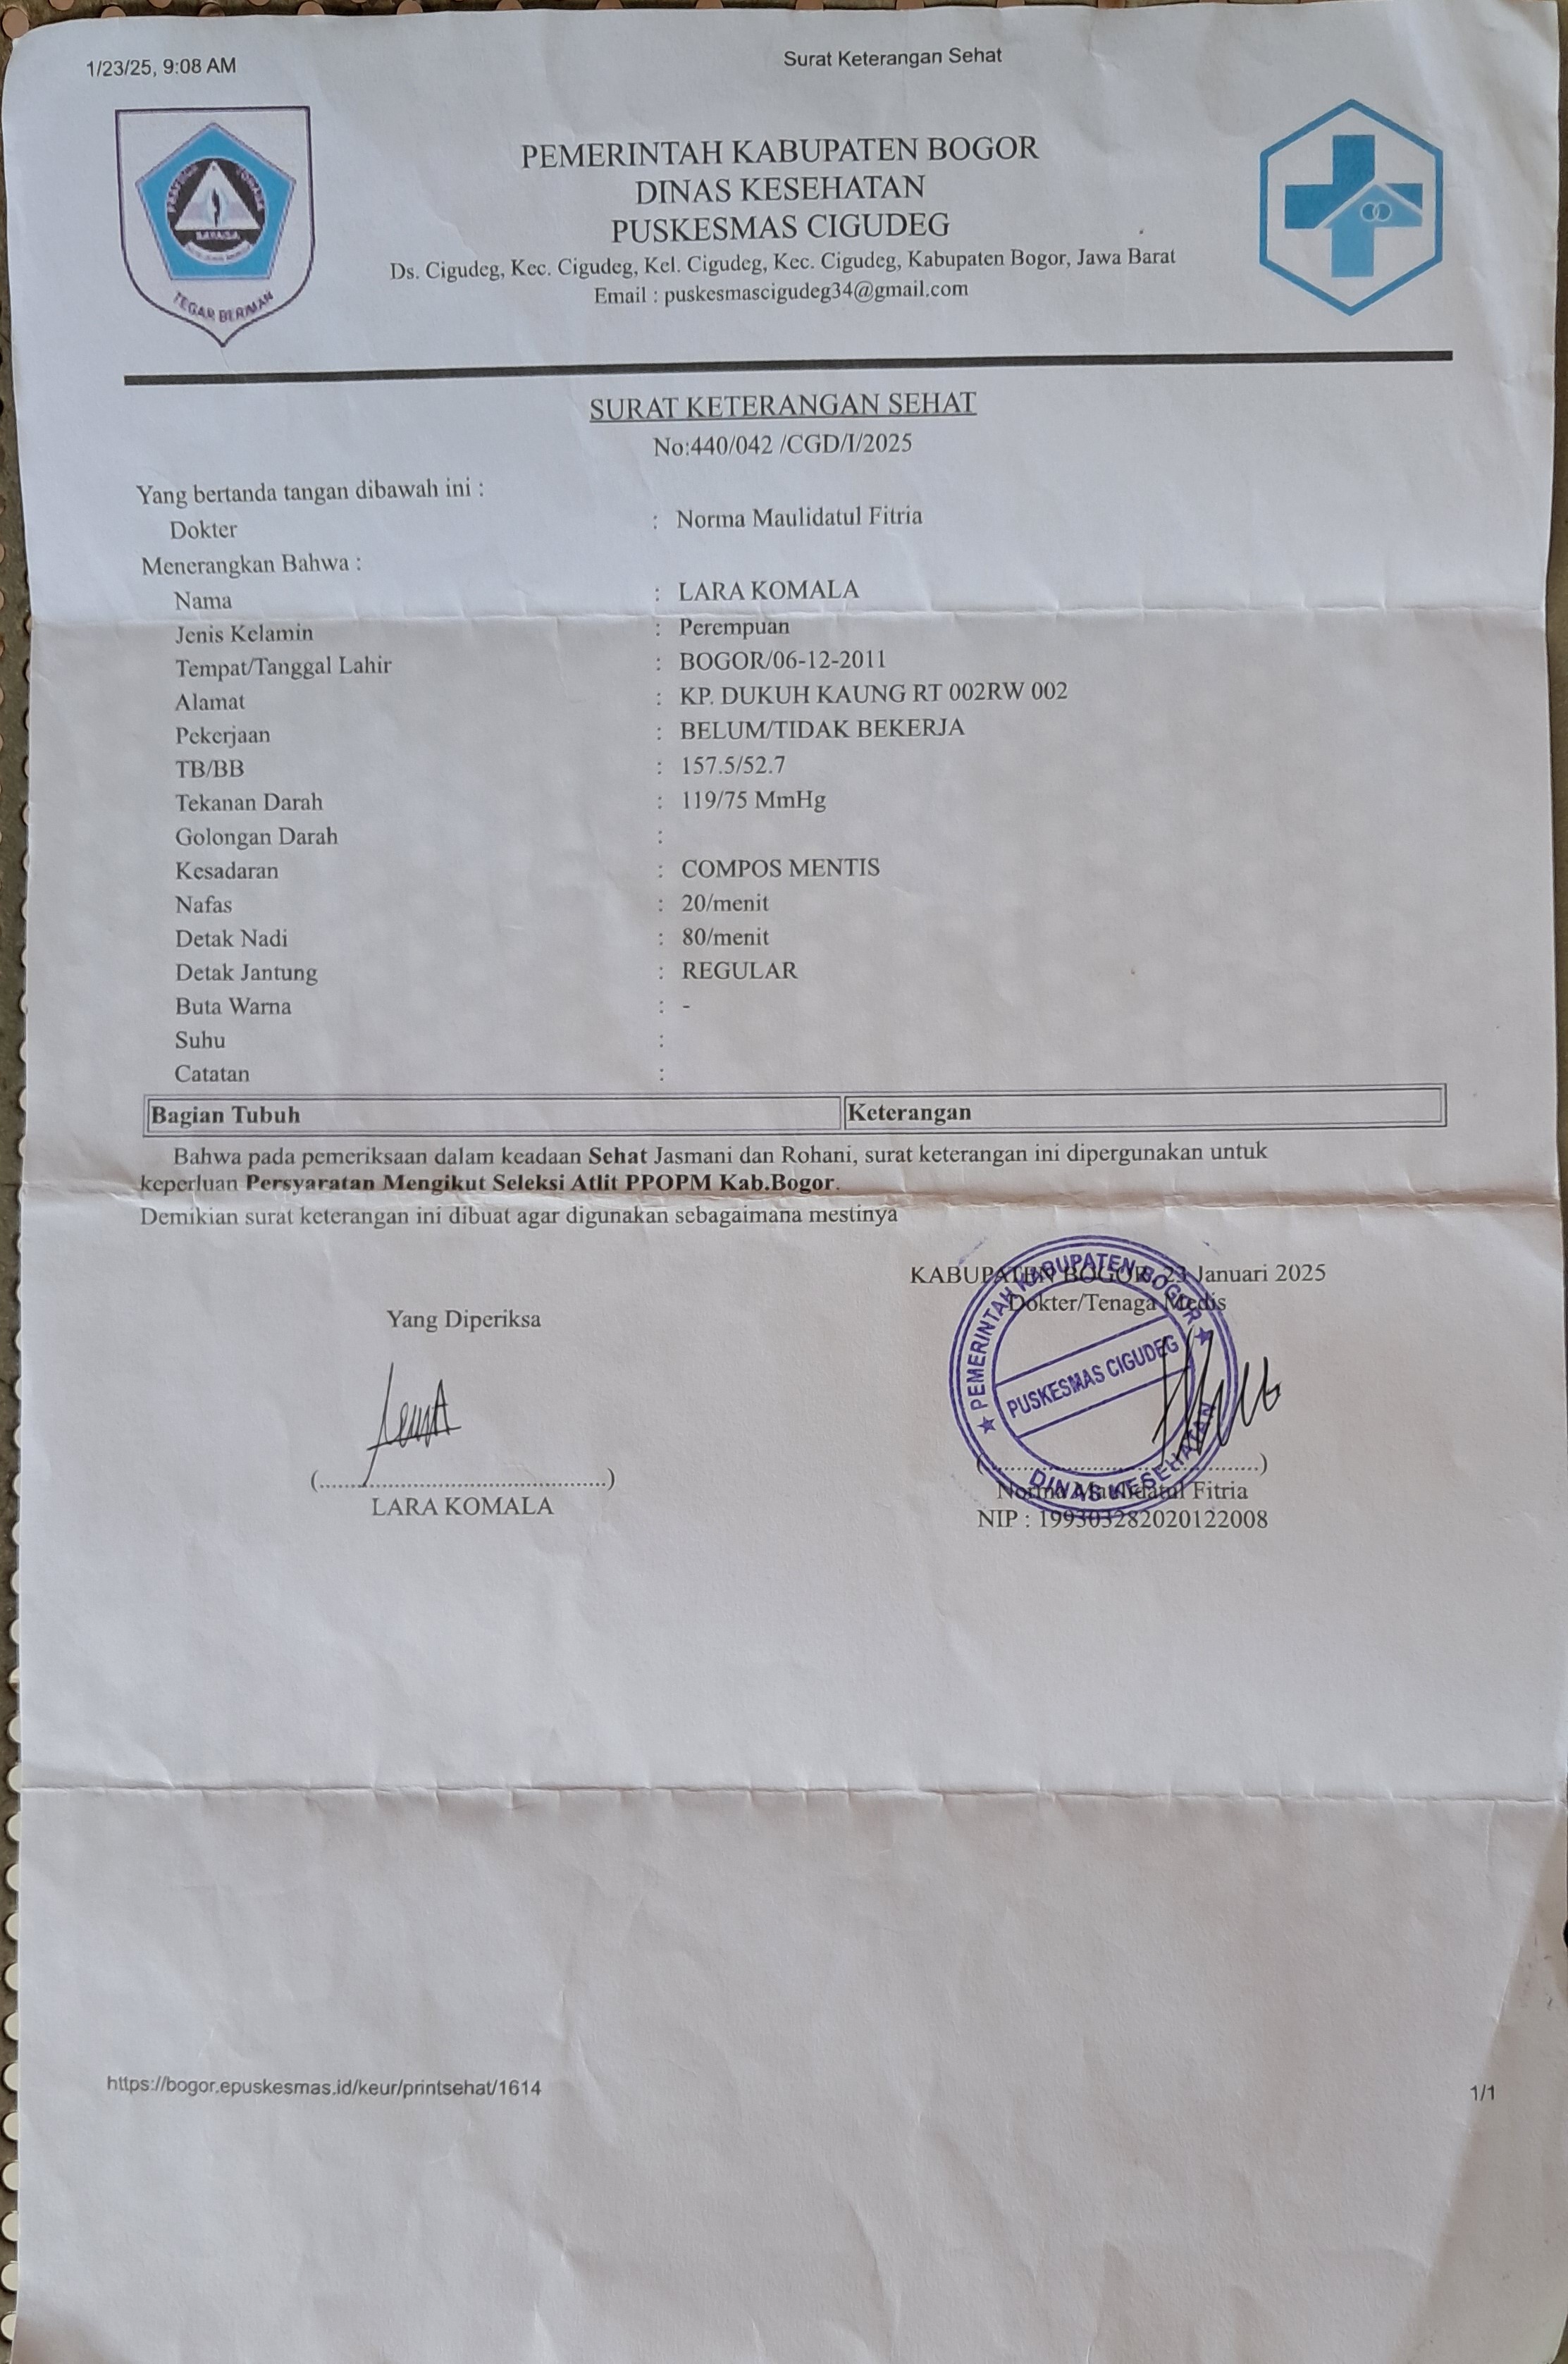 1/23/25, 9:08 AM
Surat Keterangan Sehat
TEGAR BERIMAN
PEMERINTAH KABUPATEN BOGOR
DINAS KESEHATAN
PUSKESMAS CIGUDEG
Ds. Cigudeg, Kec. Cigudeg, Kel. Cigudeg, Kec. Cigudeg, Kabupaten Bogor, Jawa Barat
Email : puskesmascigudeg34@gmail.com
SURAT KETERANGAN SEHAT
No:440/042 /CGD/I/2025
Yang bertanda tangan dibawah ini :
Dokter : Norma Maulidatul Fitria
Menerangkan Bahwa :
Nama : LARA KOMALA
Jenis Kelamin : Perempuan
Tempat/Tanggal Lahir : BOGOR/06-12-2011
Alamat : KP. DUKUH KAUNG RT 002RW 002
Pekerjaan : BELUM/TIDAK BEKERJA
TB/BB : 157.5/52.7
Tekanan Darah : 119/75 MmHg
Golongan Darah :
Kesadaran : COMPOS MENTIS
Nafas : 20/menit
Detak Nadi : 80/menit
Detak Jantung : REGULAR
Buta Warna : -
Suhu :
Catatan :
Bagian Tubuh Keterangan
Bahwa pada pemeriksaan dalam keadaan Sehat Jasmani dan Rohani, surat keterangan ini dipergunakan untuk
keperluan Persyaratan Mengikut Seleksi Atlit PPOPM Kab.Bogor.
Demikian surat keterangan ini dibuat agar digunakan sebagaimana mestinya
KABUPATEN BOGOR, 23 Januari 2025
Dokter/Tenaga Medis
Yang Diperiksa
PEMERINTAH KABUPATEN BOGOR
PUSKESMAS CIGUDEG
DINAS KESEHATAN
(................................................)
LARA KOMALA
(................................................)
Norma Maulidatul Fitria
NIP : 199303282020122008
https://bogor.epuskesmas.id/keur/printsehat/1614
1/1